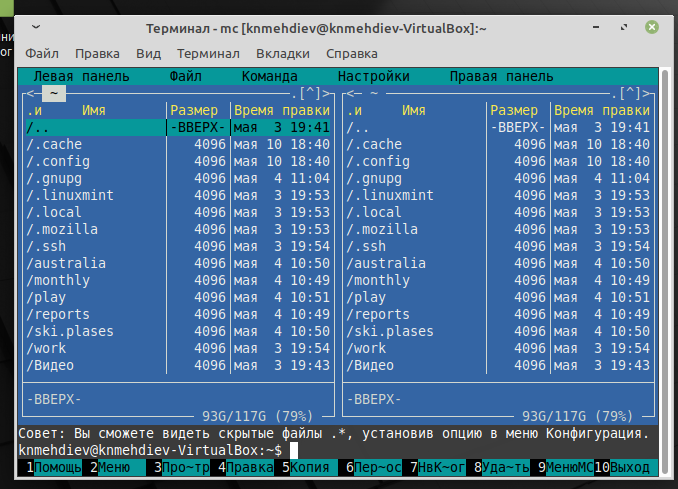 ни
ог
Терминал - mc [knmehdiev@knmehdiev-VirtualBox]:~
Файл Правка Вид Терминал Вкладки Справка
Левая панель Файл Команда Настройки Правая панель
<─ ~ .[^]> <─ ~ .[^]>
.и Имя Размер Время правки .и Имя Размер Время правки
/.. -ВВЕРХ- мая 3 19:41 /.. -ВВЕРХ- мая 3 19:41
/.cache 4096 мая 10 18:40 /.cache 4096 мая 10 18:40
/.config 4096 мая 10 18:40 /.config 4096 мая 10 18:40
/.gnupg 4096 мая 4 11:04 /.gnupg 4096 мая 4 11:04
/.linuxmint 4096 мая 3 19:53 /.linuxmint 4096 мая 3 19:53
/.local 4096 мая 3 19:53 /.local 4096 мая 3 19:53
/.mozilla 4096 мая 3 19:53 /.mozilla 4096 мая 3 19:53
/.ssh 4096 мая 3 19:54 /.ssh 4096 мая 3 19:54
/australia 4096 мая 4 10:50 /australia 4096 мая 4 10:50
/monthly 4096 мая 4 10:49 /monthly 4096 мая 4 10:49
/play 4096 мая 4 10:51 /play 4096 мая 4 10:51
/reports 4096 мая 4 10:49 /reports 4096 мая 4 10:49
/ski.plases 4096 мая 4 10:50 /ski.plases 4096 мая 4 10:50
/work 4096 мая 3 19:54 /work 4096 мая 3 19:54
/Видео 4096 мая 3 19:43 /Видео 4096 мая 3 19:43
-ВВЕРХ- -ВВЕРХ-
93G/117G (79%) 93G/117G (79%)
Совет: Вы сможете видеть скрытые файлы .*, установив опцию в меню Конфигурация.
knmehdiev@knmehdiev-VirtualBox:~$
1Помощь 2Меню 3Про~тр 4Правка 5Копия 6Пер~ос 7НвК~ог 8Уда~ть 9МенюМС 10Выход